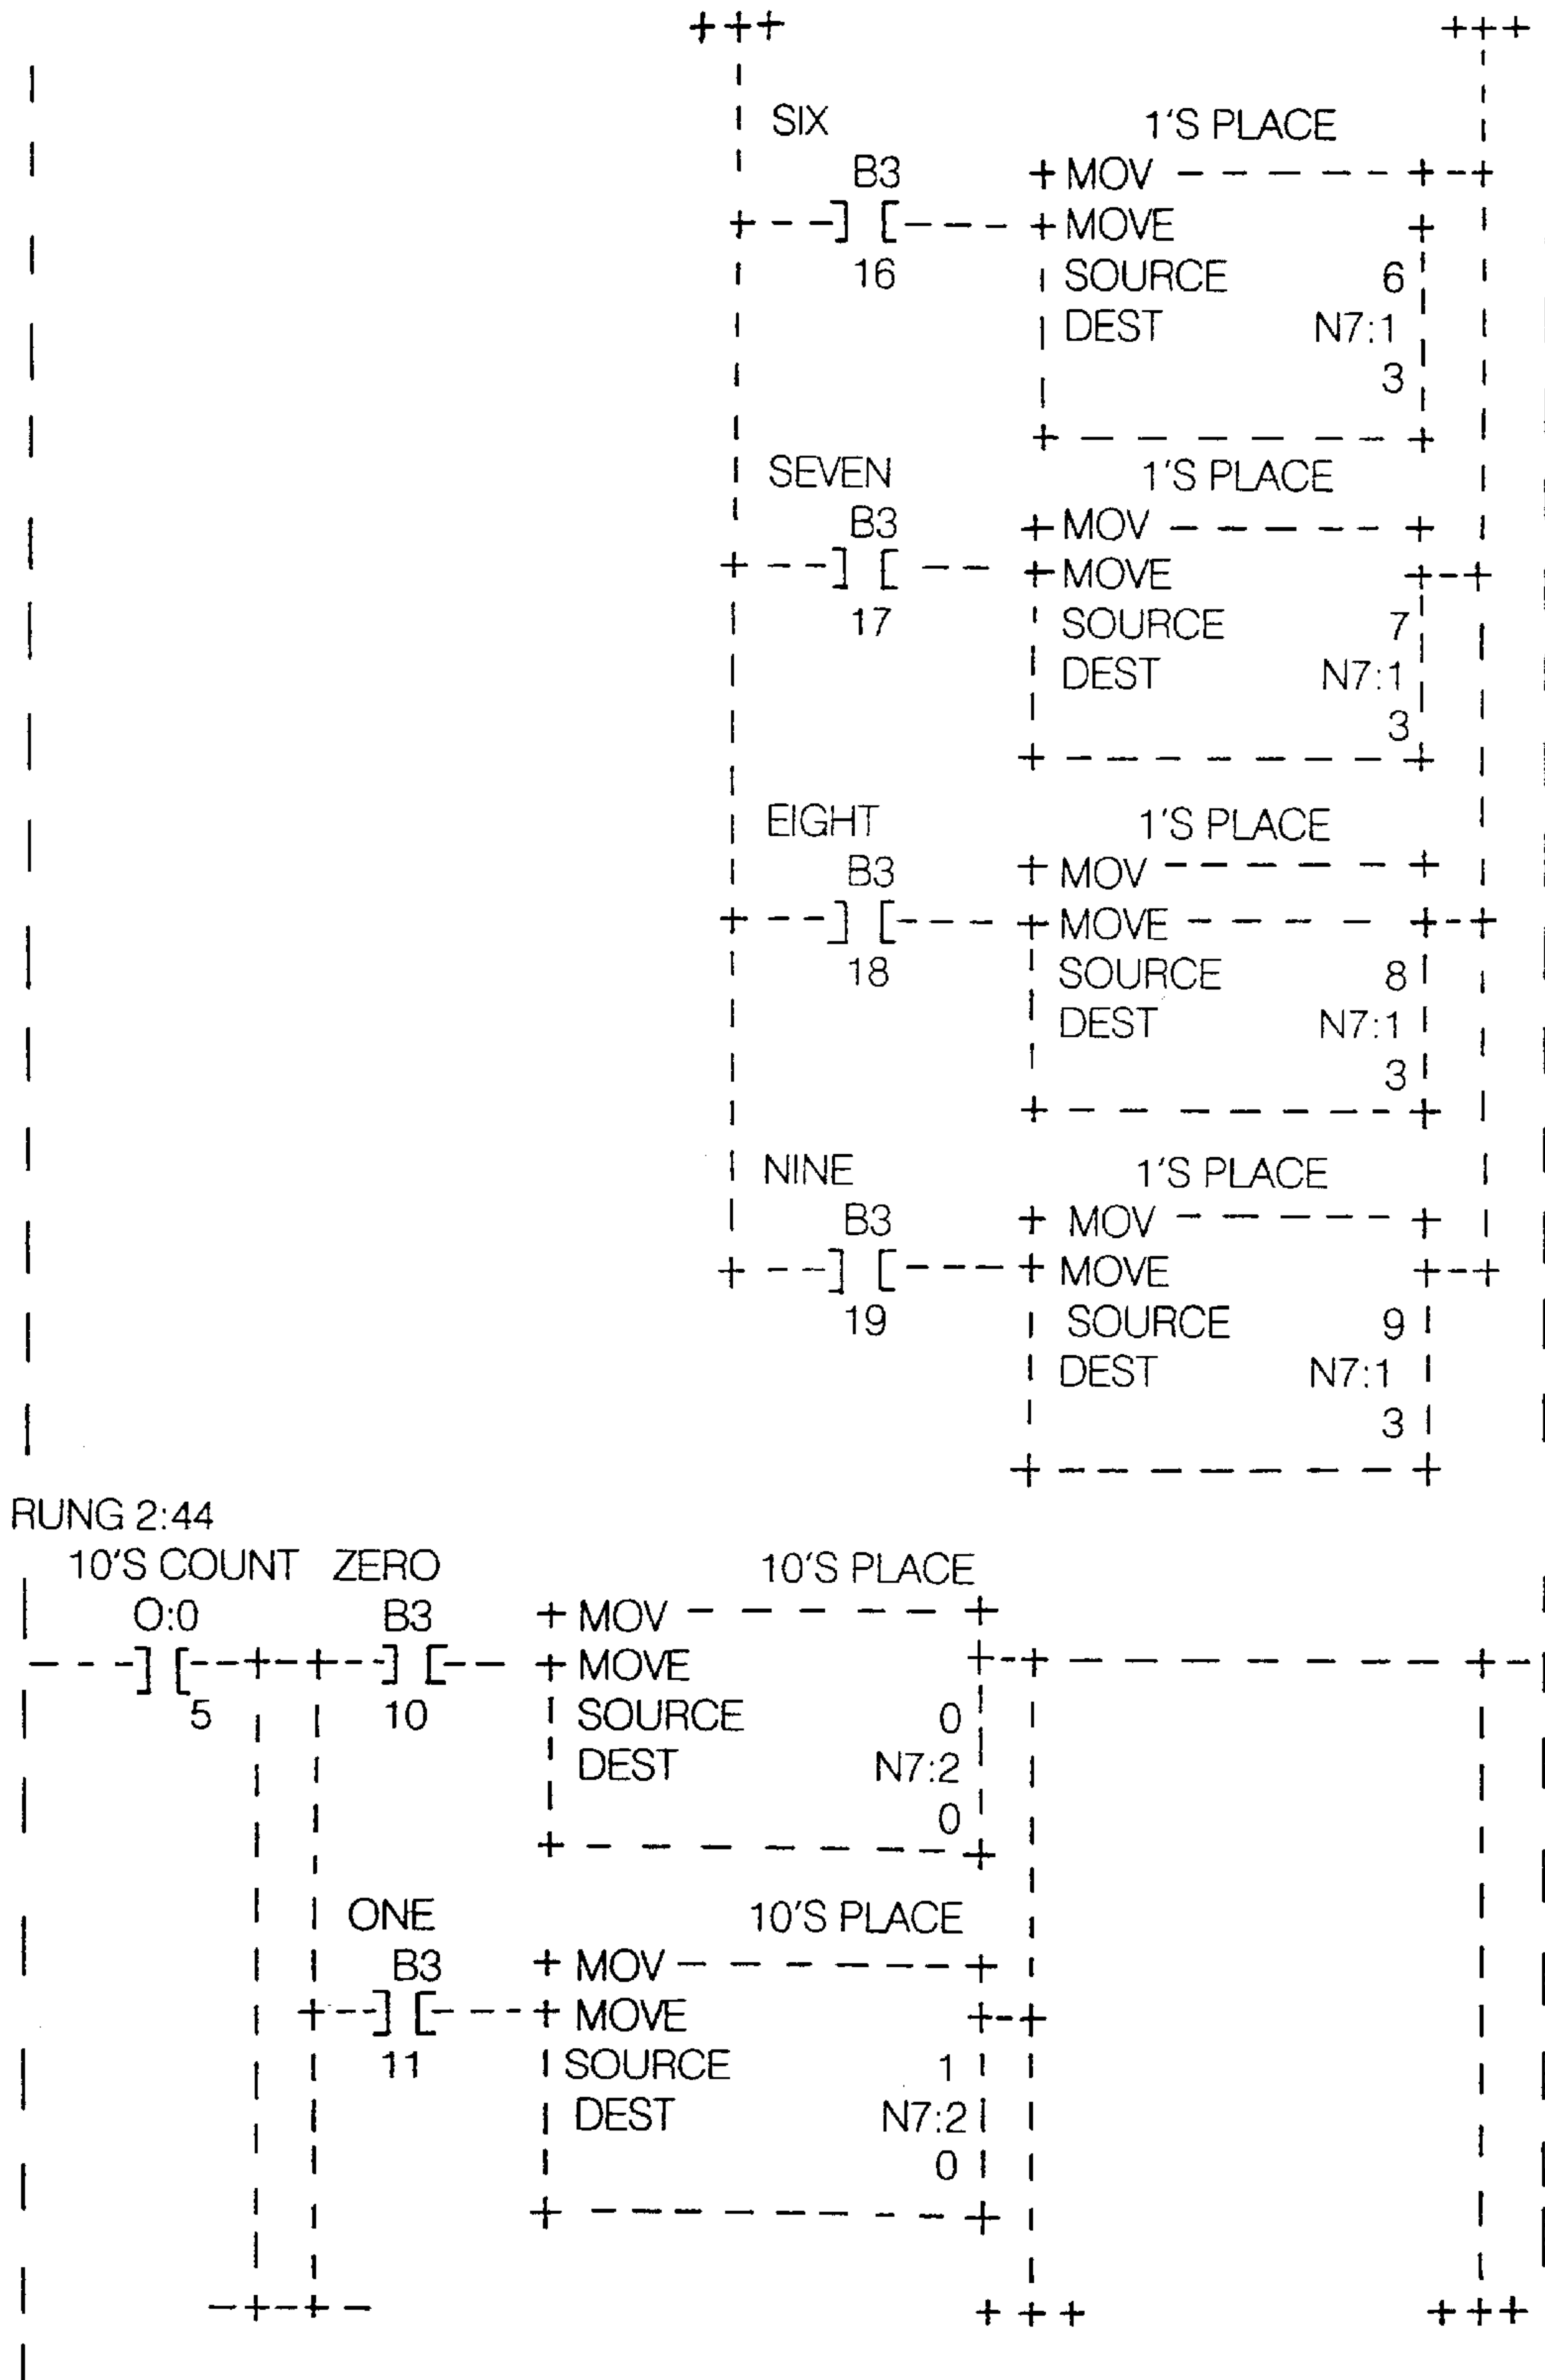 SIX 1'S PLACE
B3 MOV
MOVE
16 SOURCE 6
DEST N7:1
3
SEVEN 1'S PLACE
B3 MOV
MOVE
17 SOURCE 7
DEST N7:1
3
EIGHT 1'S PLACE
B3 MOV
MOVE
18 SOURCE 8
DEST N7:1
3
NINE 1'S PLACE
B3 MOV
MOVE
19 SOURCE 9
DEST N7:1
3
RUNG 2:44
10'S COUNT ZERO 10'S PLACE
O:0 B3 MOV
MOVE
5 10 SOURCE 0
DEST N7:2
0
ONE 10'S PLACE
B3 MOV
MOVE
11 SOURCE 1
DEST N7:2
0